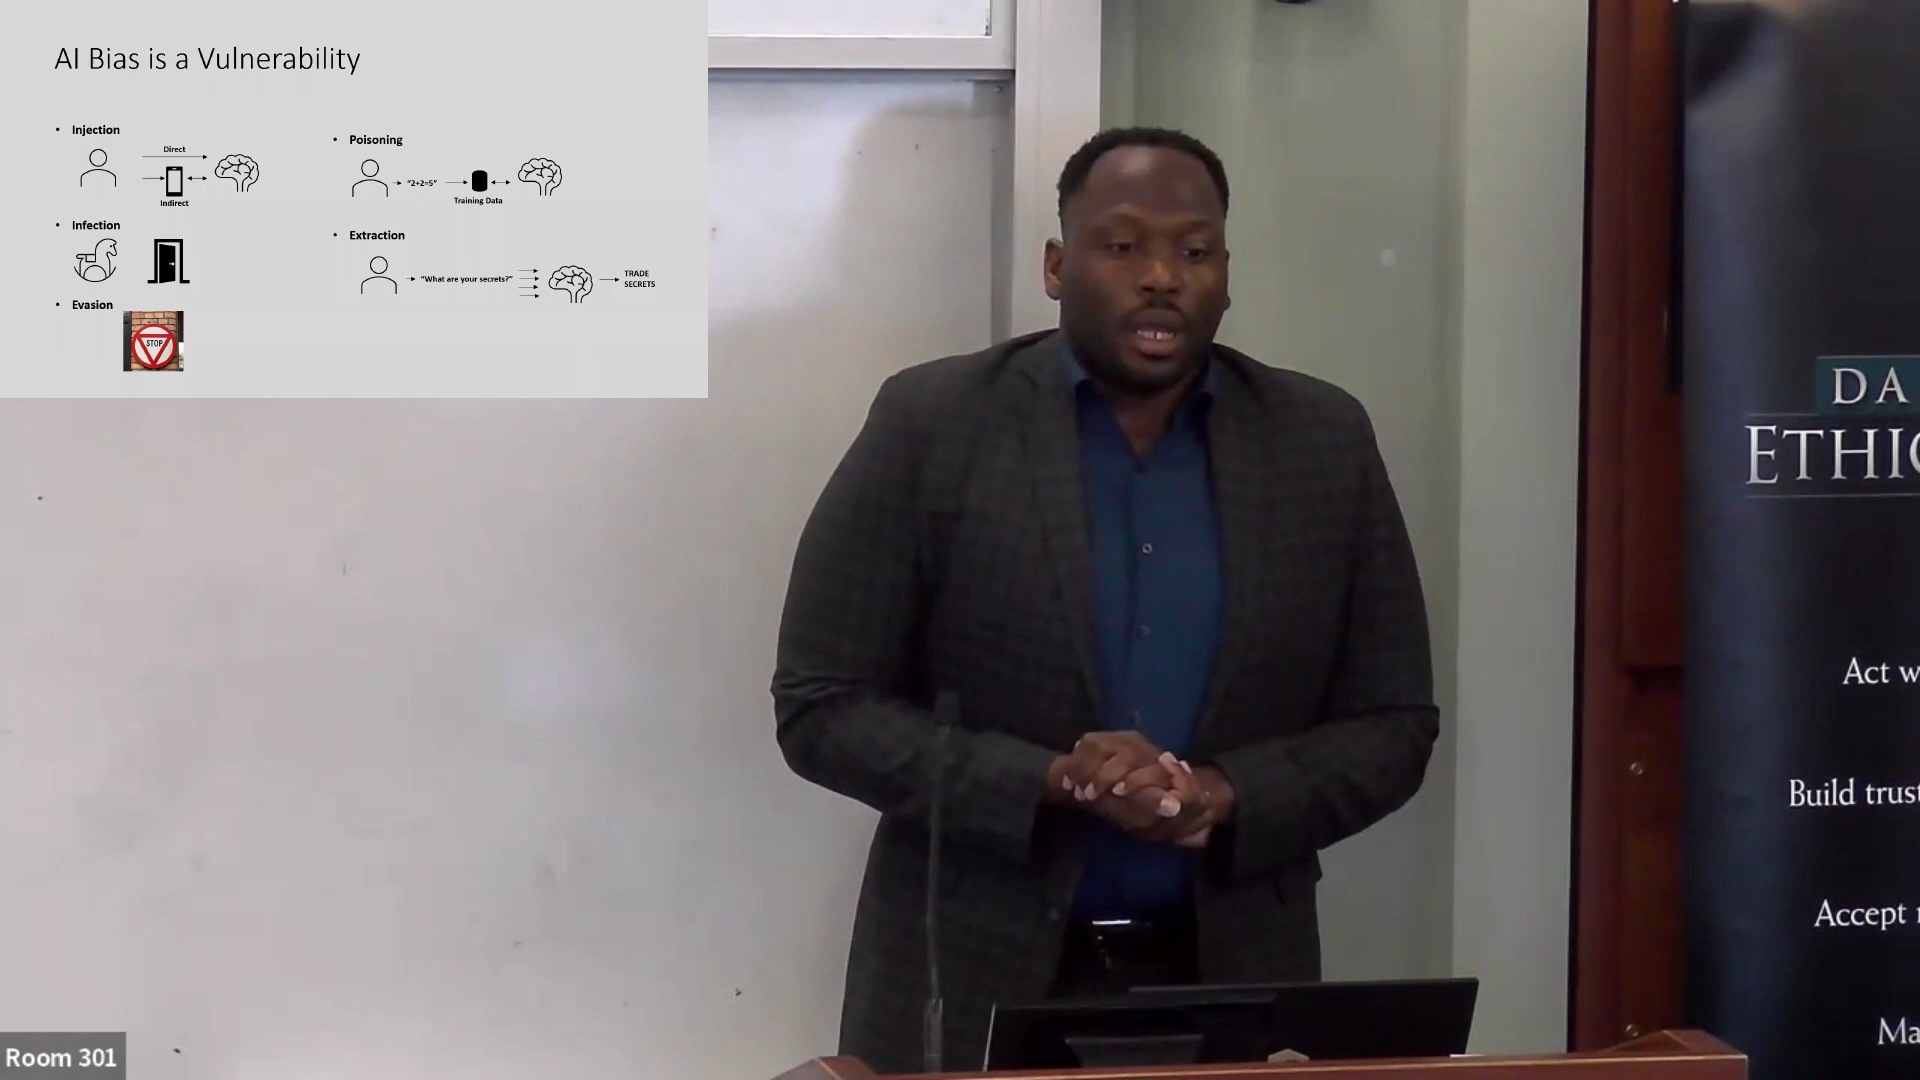 AI Bias is a Vulnerability
• Injection
Direct
Indirect
• Infection
• Evasion
STOP
• Poisoning
"2+2=5"
Training Data
• Extraction
"What are your secrets?"
TRADE
SECRETS
DA
ETHIC
Act w
Build trust
Accept
Ma
Room 301